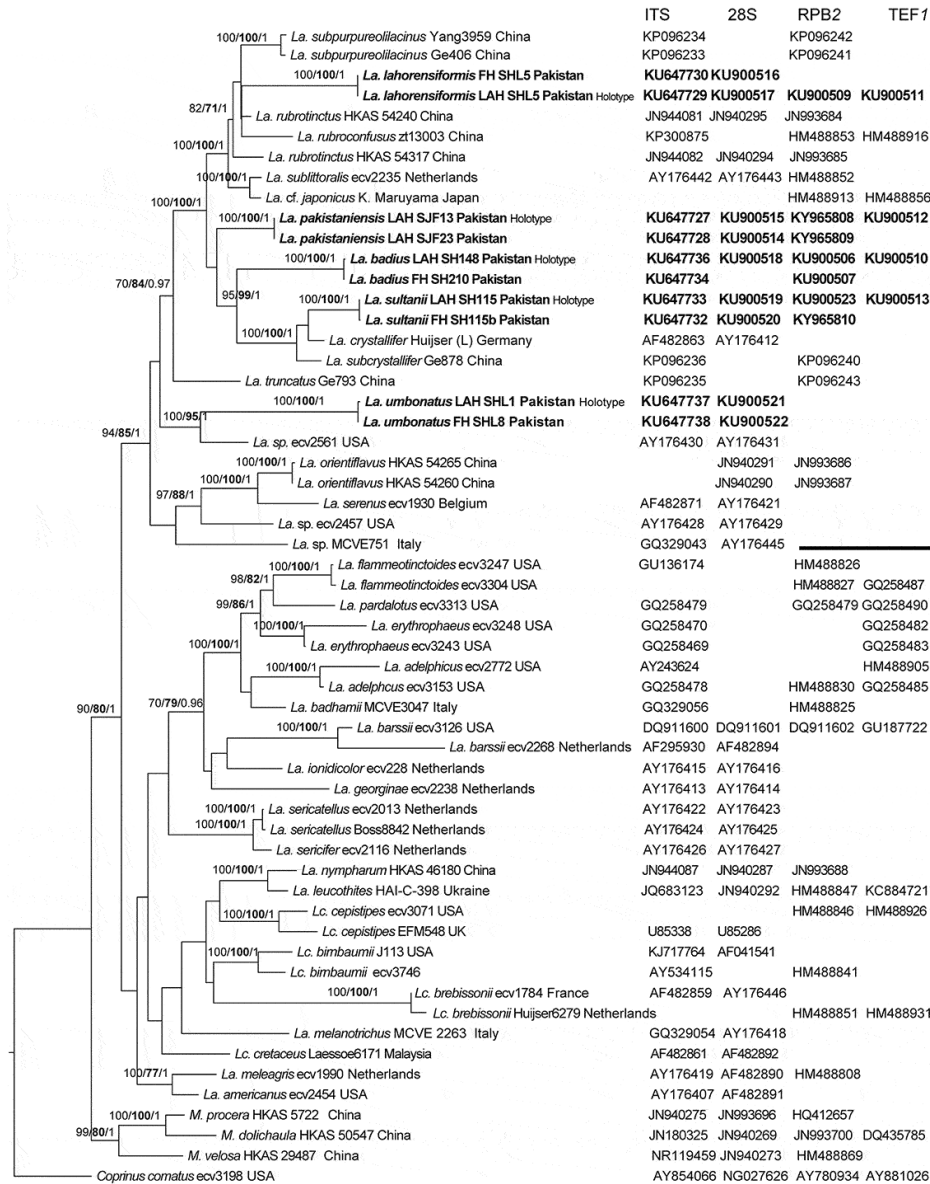 ITS 28S RPB2 TEF1
La. subpurpureolilacinus Yang3959 China KP096234 KP096242
100/100/1
La. subpurpureolilacinus Ge406 China KP096233 KP096241
100/100/1 La. lahorensiformis FH SHL5 Pakistan KU647730 KU900516
La. lahorensiformis LAH SHL5 Pakistan Holotype KU647729 KU900517 KU900509 KU900511
82/71/1
La. rubrotinctus HKAS 54240 China JN944081 JN940295 JN993684
La. rubroconfusus zt13003 China KP300875 HM488853 HM488916
100/100/1
La. rubrotinctus HKAS 54317 China JN944082 JN940294 JN993685
100/100/1 La. sublittoralis ecv2235 Netherlands AY176442 AY176443 HM488852
La. cf. japonicus K. Maruyama Japan HM488913 HM488856
100/100/1
100/100/1 La. pakistaniensis LAH SJF13 Pakistan Holotype KU647727 KU900515 KY965808 KU900512
La. pakistaniensis LAH SJF23 Pakistan KU647728 KU900514 KY965809
100/100/1 La. badius LAH SH148 Pakistan Holotype KU647736 KU900518 KU900506 KU900510
70/84/0.97 La. badius FH SH210 Pakistan KU647734 KU900507
95/99/1 100/100/1 La. sultanii LAH SH115 Pakistan Holotype KU647733 KU900519 KU900523 KU900513
La. sultanii FH SH115b Pakistan KU647732 KU900520 KY965810
100/100/1 La. crystallifer Huijser (L) Germany AF482863 AY176412
La. subcrystallifer Ge878 China KP096236 KP096240
La. truncatus Ge793 China KP096235 KP096243
100/100/1 La. umbonatus LAH SHL1 Pakistan Holotype KU647737 KU900521
100/95/1 La. umbonatus FH SHL8 Pakistan KU647738 KU900522
94/85/1 La. sp. ecv2561 USA AY176430 AY176431
100/100/1 La. orientiflavus HKAS 54265 China JN940291 JN993686
97/88/1 La. orientiflavus HKAS 54260 China JN940290 JN993687
La. serenus ecv1930 Belgium AF482871 AY176421
La. sp. ecv2457 USA AY176428 AY176429
La. sp. MCVE751 Italy GQ329043 AY176445
100/100/1 La. flammeotinctoides ecv3247 USA GU136174 HM488826
98/82/1 La. flammeotinctoides ecv3304 USA HM488827 GQ258487
99/86/1 La. pardalotus ecv3313 USA GQ258479 GQ258479 GQ258490
100/100/1 La. erythrophaeus ecv3248 USA GQ258470 GQ258482
100/100/1 La. erythrophaeus ecv3243 USA GQ258469 GQ258483
100/100/1 La. adelphicus ecv2772 USA AY243624 HM488905
La. adelphcus ecv3153 USA GQ258478 HM488830 GQ258485
90/80/1 70/79/0.96 La. badhamii MCVE3047 Italy GQ329056 HM488825
100/100/1 La. barssii ecv3126 USA DQ911600 DQ911601 DQ911602 GU187722
La. barssii ecv2268 Netherlands AF295930 AF482894
La. ionidicolor ecv228 Netherlands AY176415 AY176416
La. georginae ecv2238 Netherlands AY176413 AY176414
100/100/1 La. sericatellus ecv2013 Netherlands AY176422 AY176423
100/100/1 La. sericatellus Boss8842 Netherlands AY176424 AY176425
La. sericifer ecv2116 Netherlands AY176426 AY176427
100/100/1 La. nympharum HKAS 46180 China JN944087 JN940287 JN993688
La. leucothites HAI-C-398 Ukraine JQ683123 JN940292 HM488847 KC884721
100/100/1 Lc. cepistipes ecv3071 USA HM488846 HM488926
Lc. cepistipes EFM548 UK U85338 U85286
100/100/1 Lc. bimbaumii J113 USA KJ717764 AF041541
Lc. bimbaumii ecv3746 AY534115 HM488841
100/100/1 Lc. brebissonii ecv1784 France AF482859 AY176446
Lc. brebissonii Huijser6279 Netherlands HM488851 HM488931
La. melanotrichus MCVE 2263 Italy GQ329054 AY176418
Lc. cretaceus Laessoe6171 Malaysia AF482861 AF482892
100/77/1 La. meleagris ecv1990 Netherlands AY176419 AF482890 HM488808
La. americanus ecv2454 USA AY176407 AF482891
100/100/1 M. procera HKAS 5722 China JN940275 JN993696 HQ412657
99/80/1 M. dolichaula HKAS 50547 China JN180325 JN940269 JN993700 DQ435785
M. velosa HKAS 29487 China NR119459 JN940273 HM488869
Coprinus comatus ecv3198 USA AY854066 NG027626 AY780934 AY881026